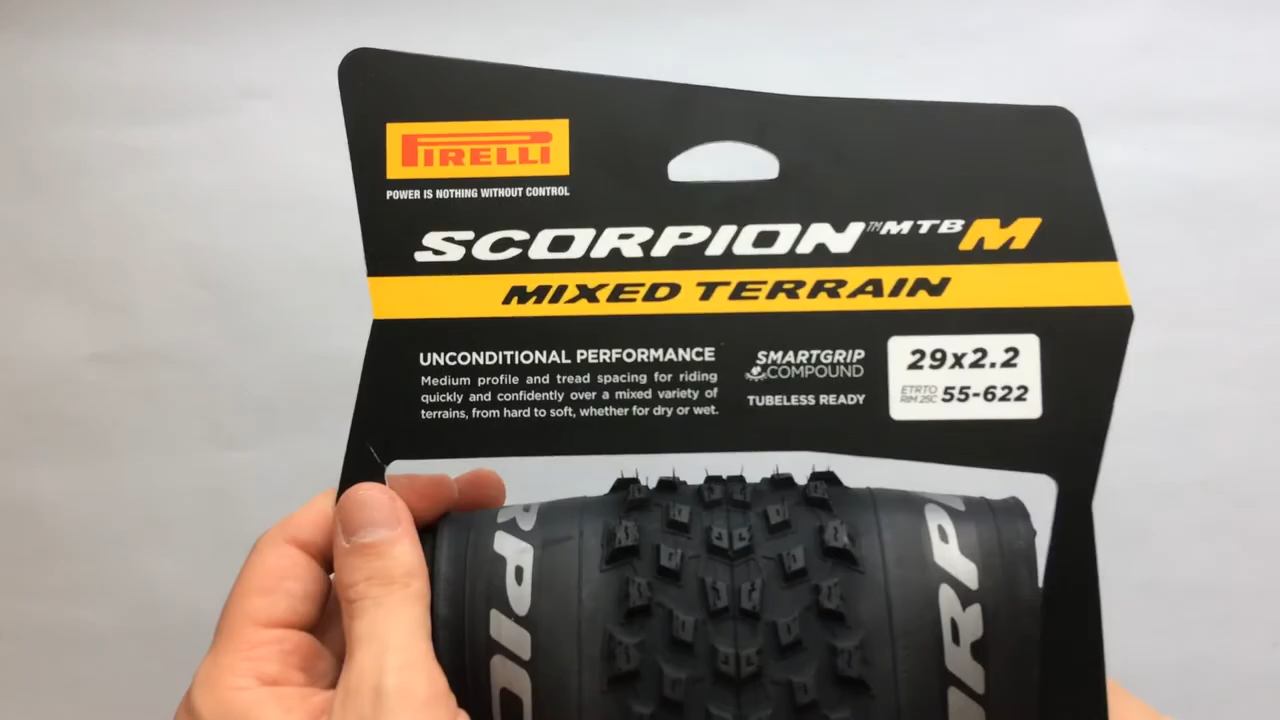 PIRELLI
POWER IS NOTHING WITHOUT CONTROL
SCORPION™ MTB M
MIXED TERRAIN
UNCONDITIONAL PERFORMANCE
Medium profile and tread spacing for riding
quickly and confidently over a mixed variety of
terrains, from hard to soft, whether for dry or wet.
SMARTGRIP
COMPOUND
TUBELESS READY
29x2.2
ETRTO
RIM 25C
55-622
RPIO
ORPI